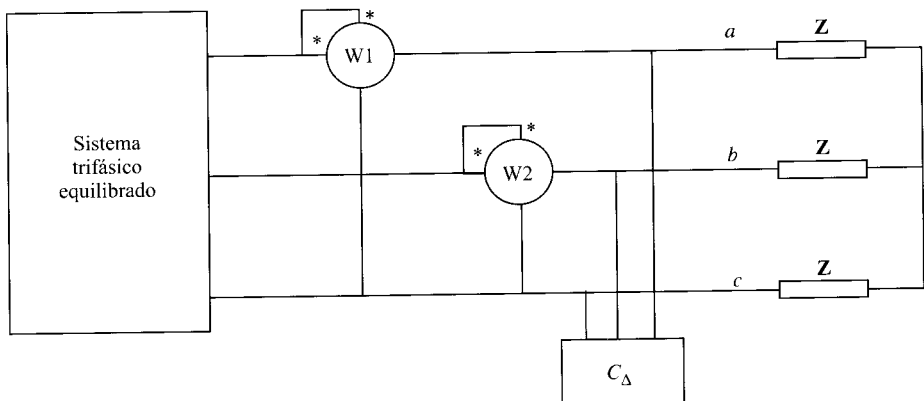 Sistema
trifásico
equilibrado
* *
W1
* *
W2
a
Z
b
Z
c
Z
C_Δ